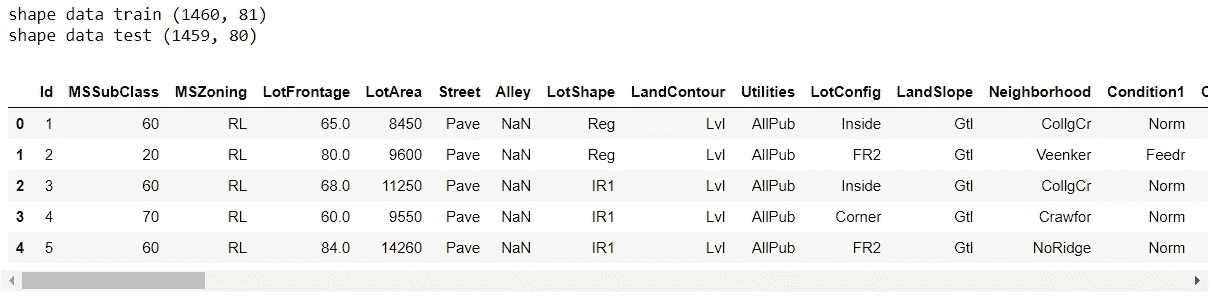 shape data train (1460, 81)
shape data test (1459, 80)
Id MSSubClass MSZoning LotFrontage LotArea Street Alley LotShape LandContour Utilities LotConfig LandSlope Neighborhood Condition1 C
0 1 60 RL 65.0 8450 Pave NaN Reg Lvl AllPub Inside Gtl CollgCr Norm
1 2 20 RL 80.0 9600 Pave NaN Reg Lvl AllPub FR2 Gtl Veenker Feedr
2 3 60 RL 68.0 11250 Pave NaN IR1 Lvl AllPub Inside Gtl CollgCr Norm
3 4 70 RL 60.0 9550 Pave NaN IR1 Lvl AllPub Corner Gtl Crawfor Norm
4 5 60 RL 84.0 14260 Pave NaN IR1 Lvl AllPub FR2 Gtl NoRidge Norm